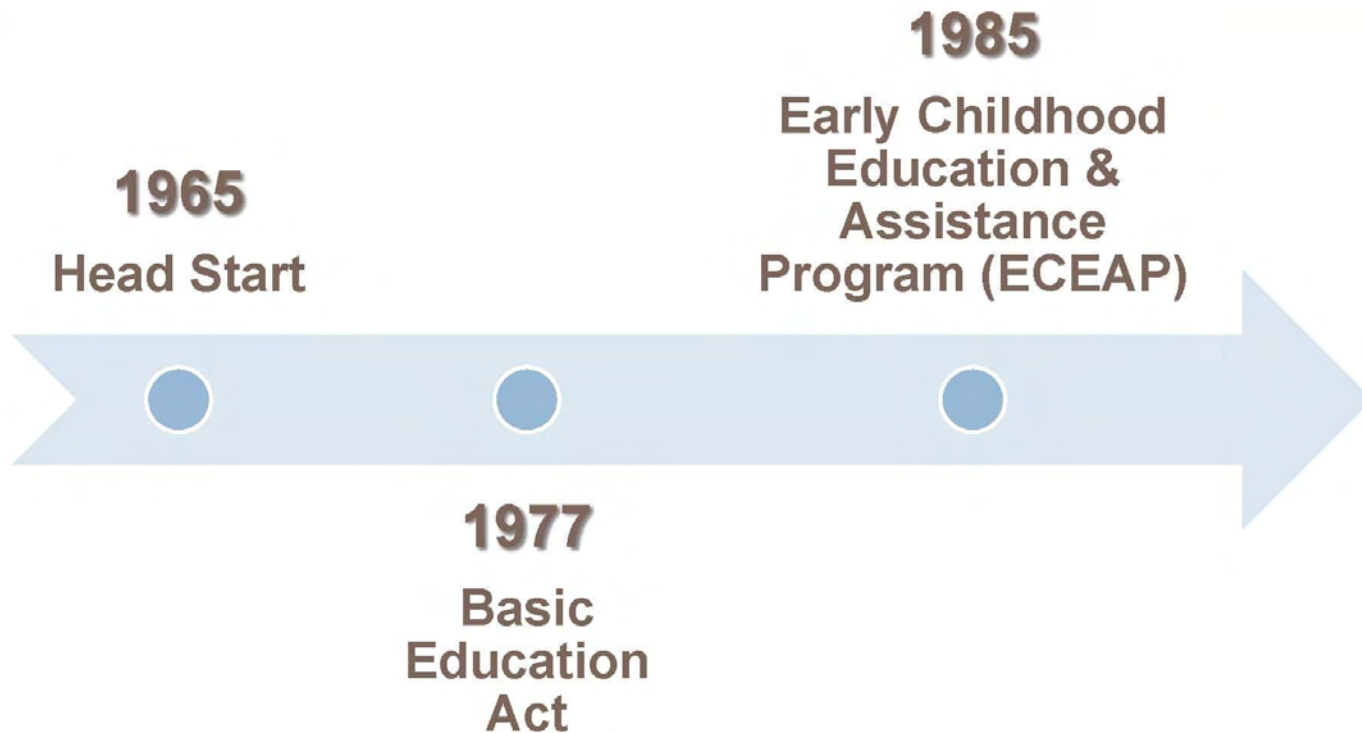 1965
Head Start
1977
Basic
Education
Act
1985
Early Childhood
Education &
Assistance
Program (ECEAP)